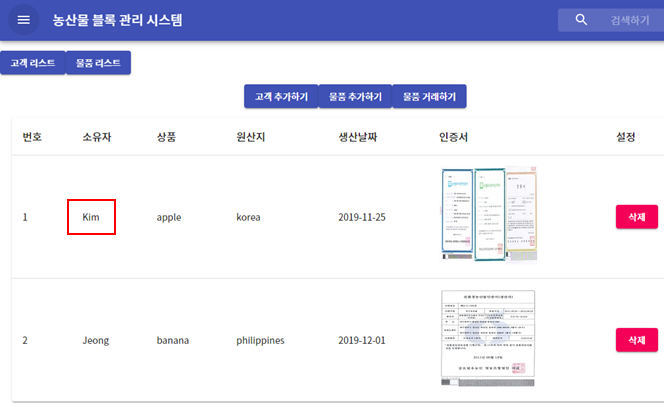 농산물 블록 관리 시스템
검색하기
고객 리스트 물품 리스트
고객 추가하기 물품 추가하기 물품 거래하기
번호 소유자 상품 원산지 생산날짜 인증서 설정
1 Kim apple korea 2019-11-25 삭제
2 Jeong banana philippines 2019-12-01 삭제